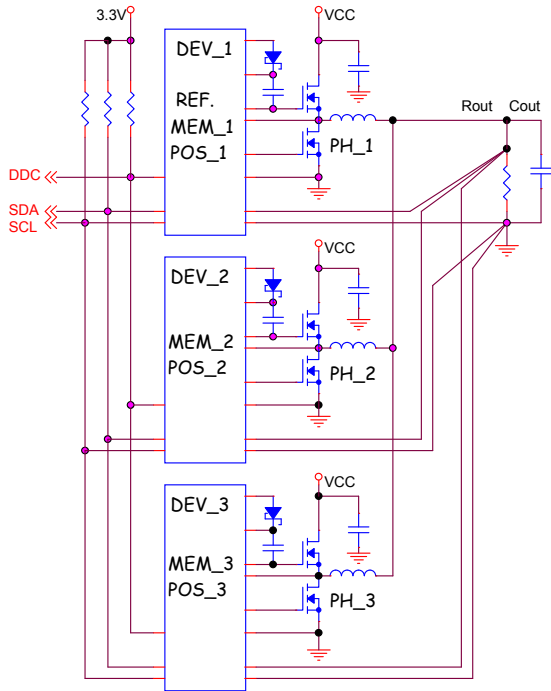 3.3V
VCC
DEV_1
REF.
MEM_1
POS_1
PH_1
Rout
Cout
DDC
SDA
SCL
VCC
DEV_2
MEM_2
POS_2
PH_2
VCC
DEV_3
MEM_3
POS_3
PH_3